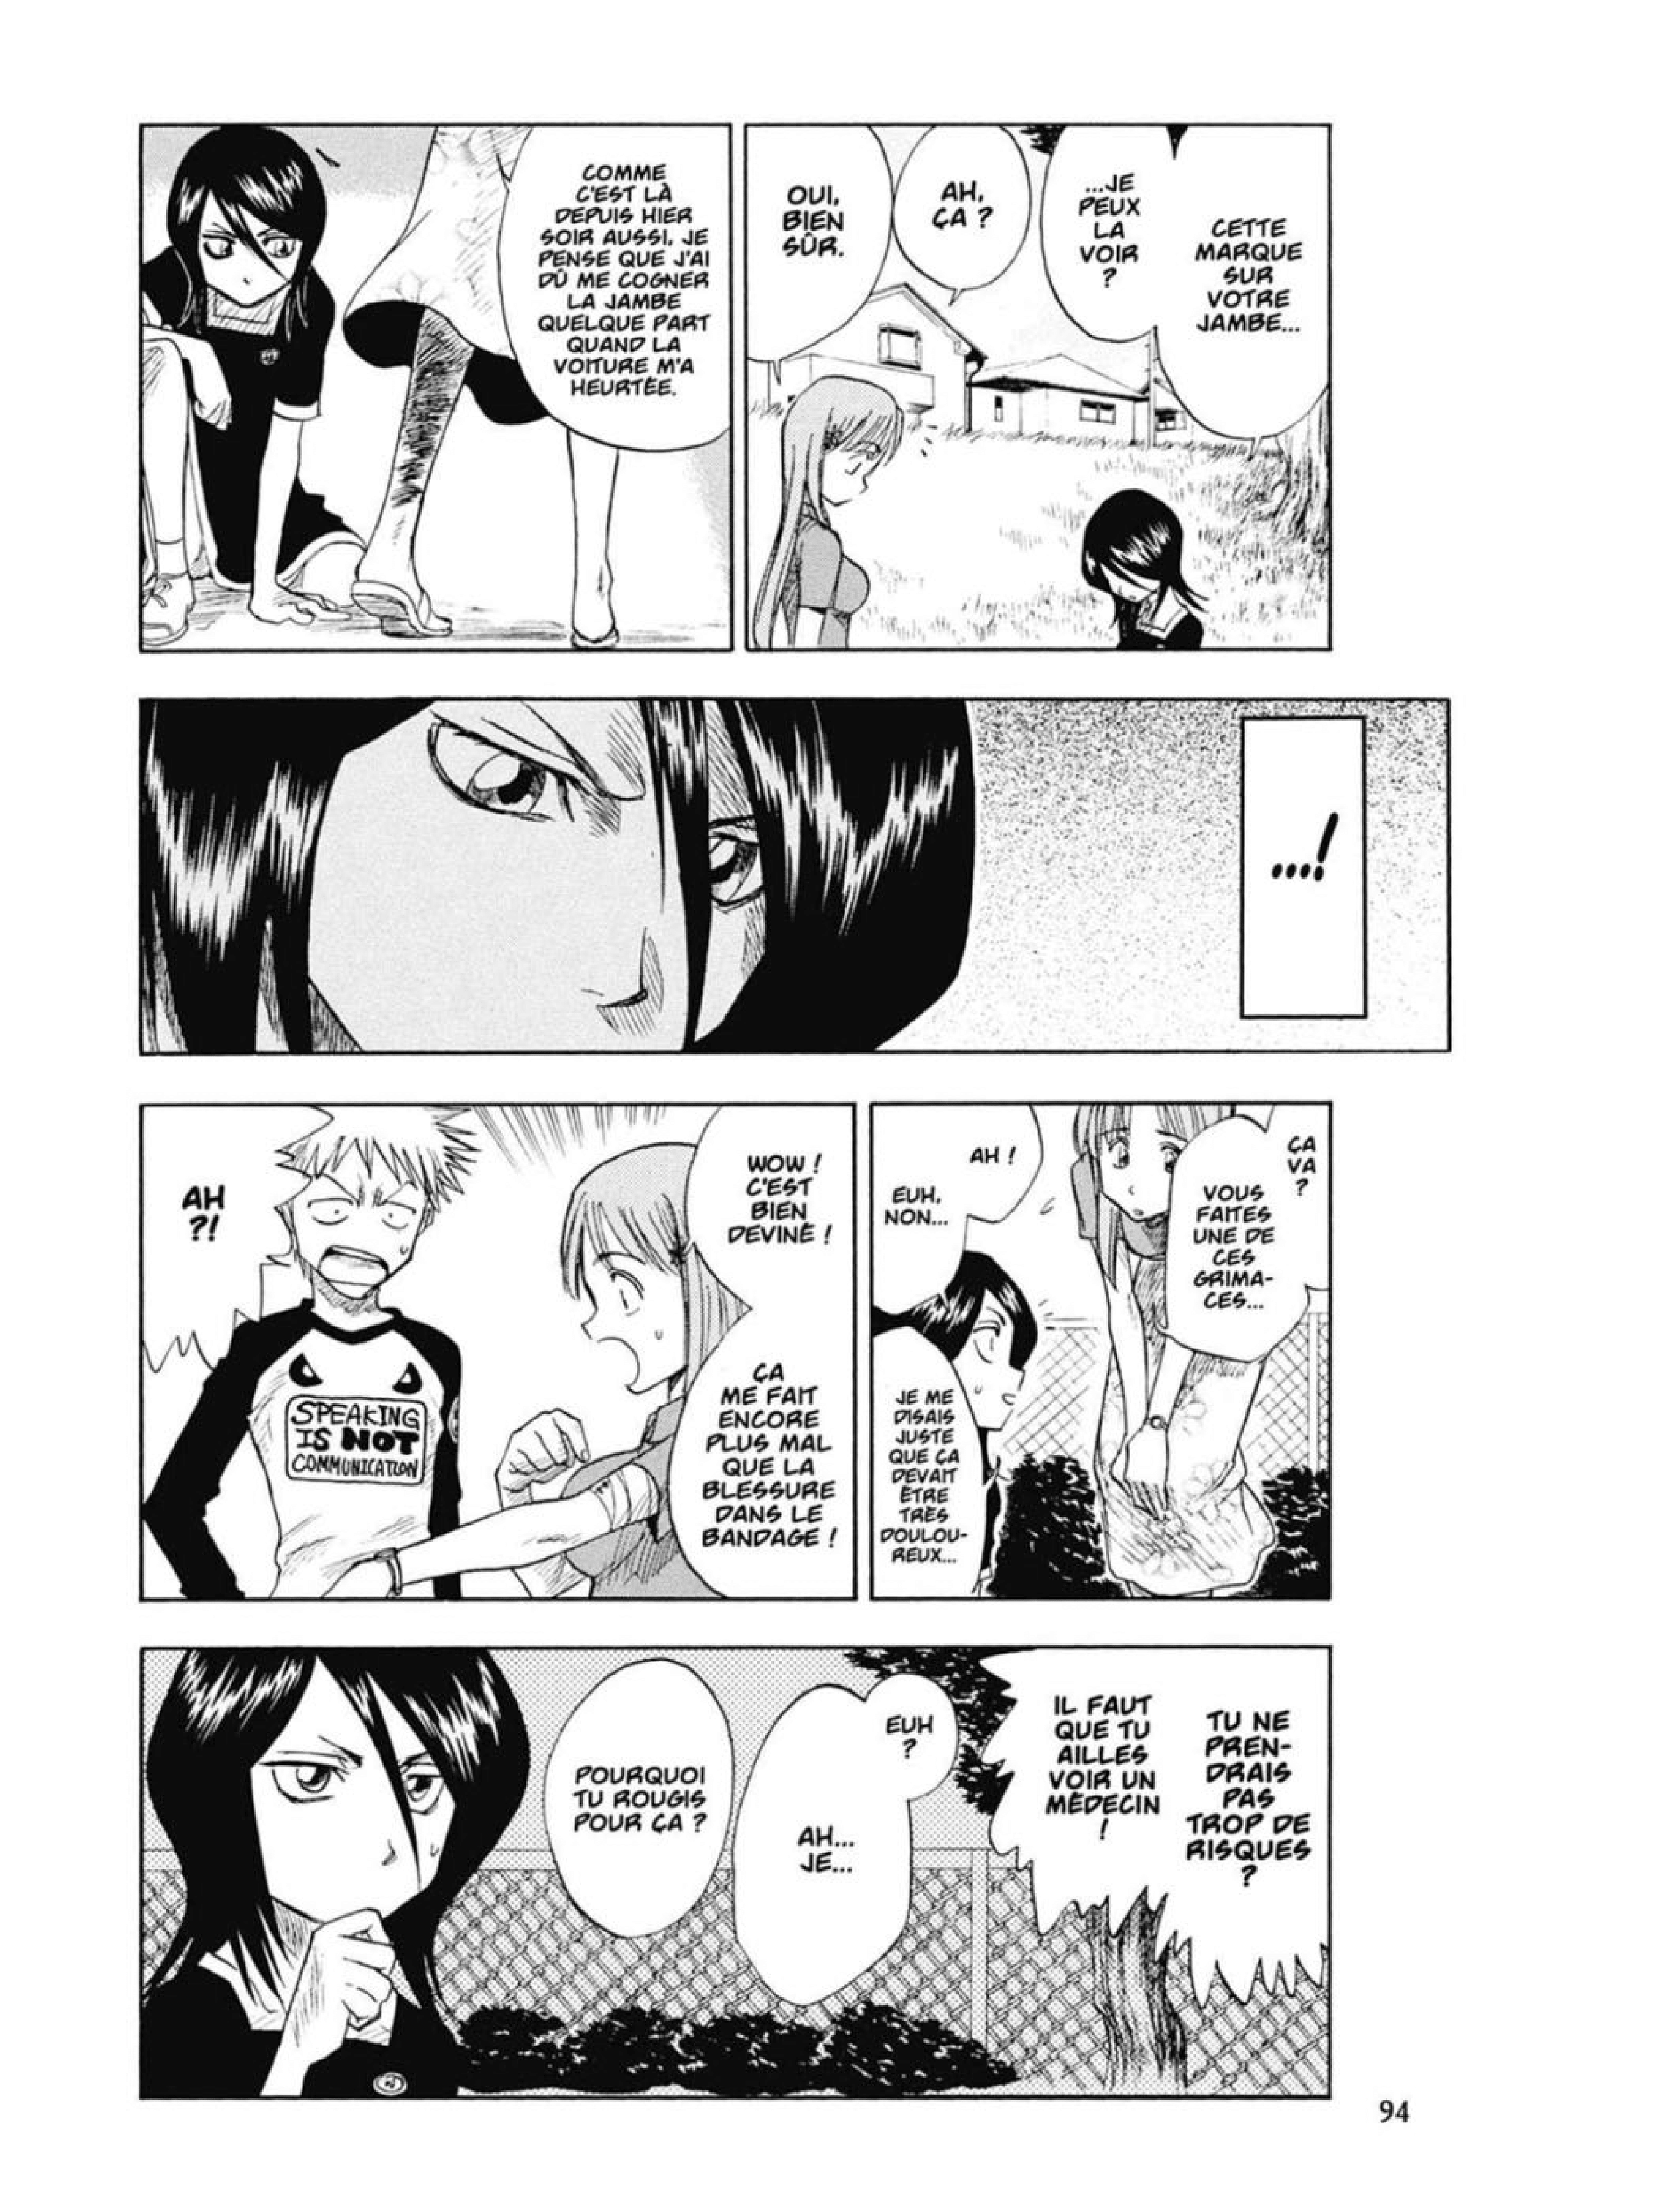 CETTE
MARQUE
SUR
VOTRE
JAMBE...
...JE
PEUX
LA
VOIR
?
AH,
ÇA ?
OUI,
BIEN
SÛR.
COMME
C'EST LÀ
DEPUIS HIER
SOIR AUSSI, JE
PENSE QUE J'AI
DÛ ME COGNER
LA JAMBE
QUELQUE PART
QUAND LA
VOITURE M'A
HEURTÉE.
....!
ÇA
VA
?
VOUS
FAITES
UNE DE
CES
GRIMA-
CES...
AH !
EUH,
NON...
JE ME
DISAIS
JUSTE
QUE ÇA
DEVAIT
ÊTRE
TRÈS
DOULOU-
REUX...
WOW !
C'EST
BIEN
DEVINÉ !
ÇA
ME FAIT
ENCORE
PLUS MAL
QUE LA
BLESSURE
DANS LE
BANDAGE !
AH
?!
SPEAKING
IS NOT
COMMUNICATION
TU NE
PREN-
DRAIS
PAS
TROP DE
RISQUES
?
IL FAUT
QUE TU
AILLES
VOIR UN
MÉDECIN
!
EUH
?
AH...
JE...
POURQUOI
TU ROUGIS
POUR ÇA ?
94